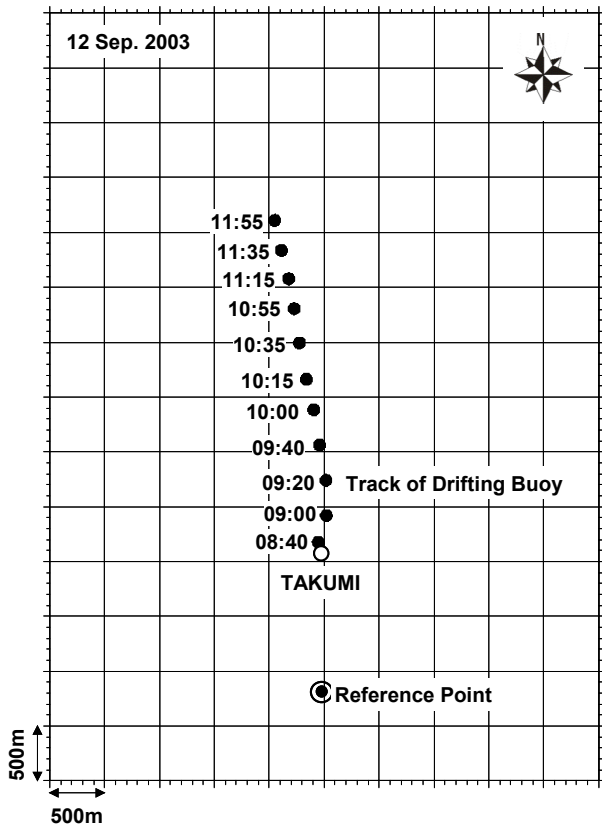 12 Sep. 2003
N
11:55
11:35
11:15
10:55
10:35
10:15
10:00
09:40
09:20 Track of Drifting Buoy
09:00
08:40
TAKUMI
Reference Point
500m
500m